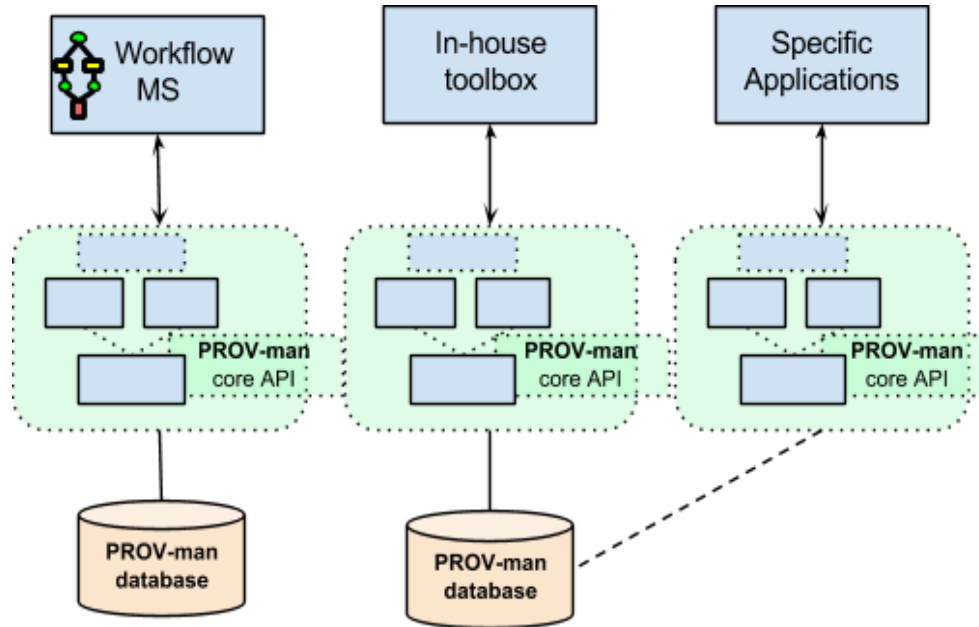 Workflow
MS
In-house
toolbox
Specific
Applications
PROV-man
core API
PROV-man
core API
PROV-man
core API
PROV-man
database
PROV-man
database